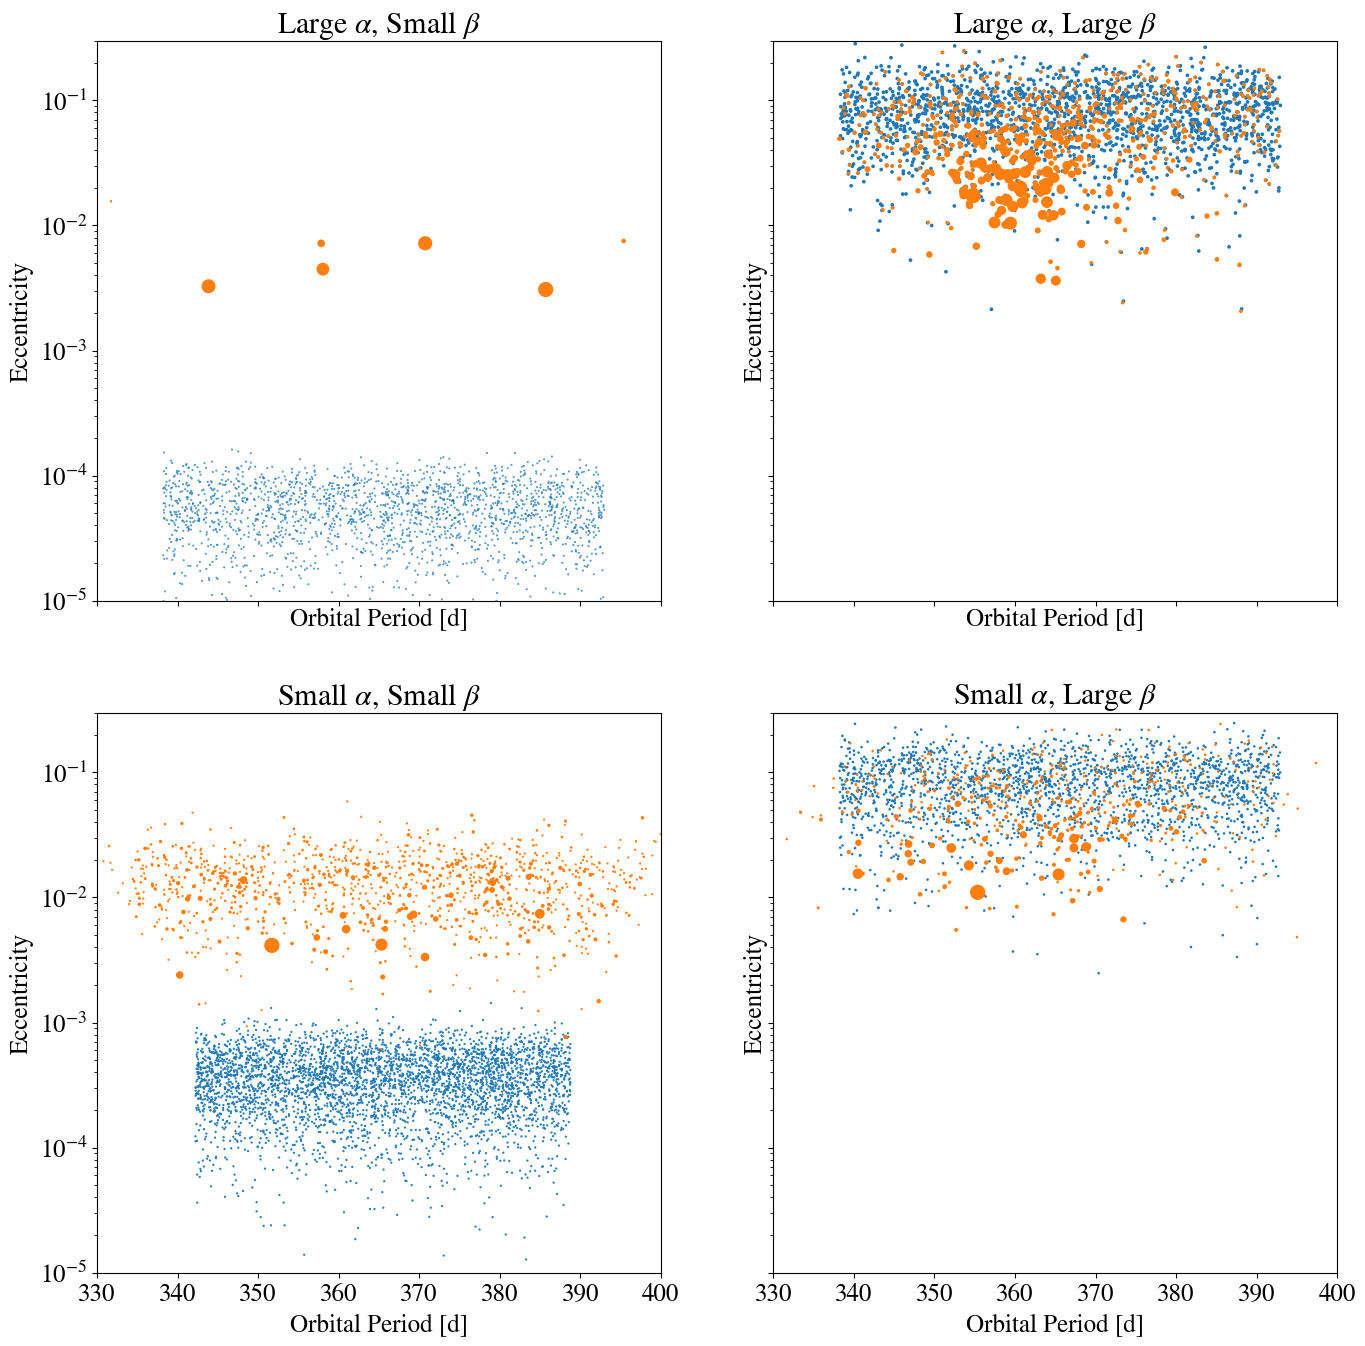 Large α, Small β
Large α, Large β
Eccentricity
10⁻¹
10⁻²
10⁻³
10⁻⁴
10⁻⁵
Orbital Period [d]
Eccentricity
Orbital Period [d]
Small α, Small β
Small α, Large β
Eccentricity
10⁻¹
10⁻²
10⁻³
10⁻⁴
10⁻⁵
330 340 350 360 370 380 390 400
Orbital Period [d]
Eccentricity
330 340 350 360 370 380 390 400
Orbital Period [d]